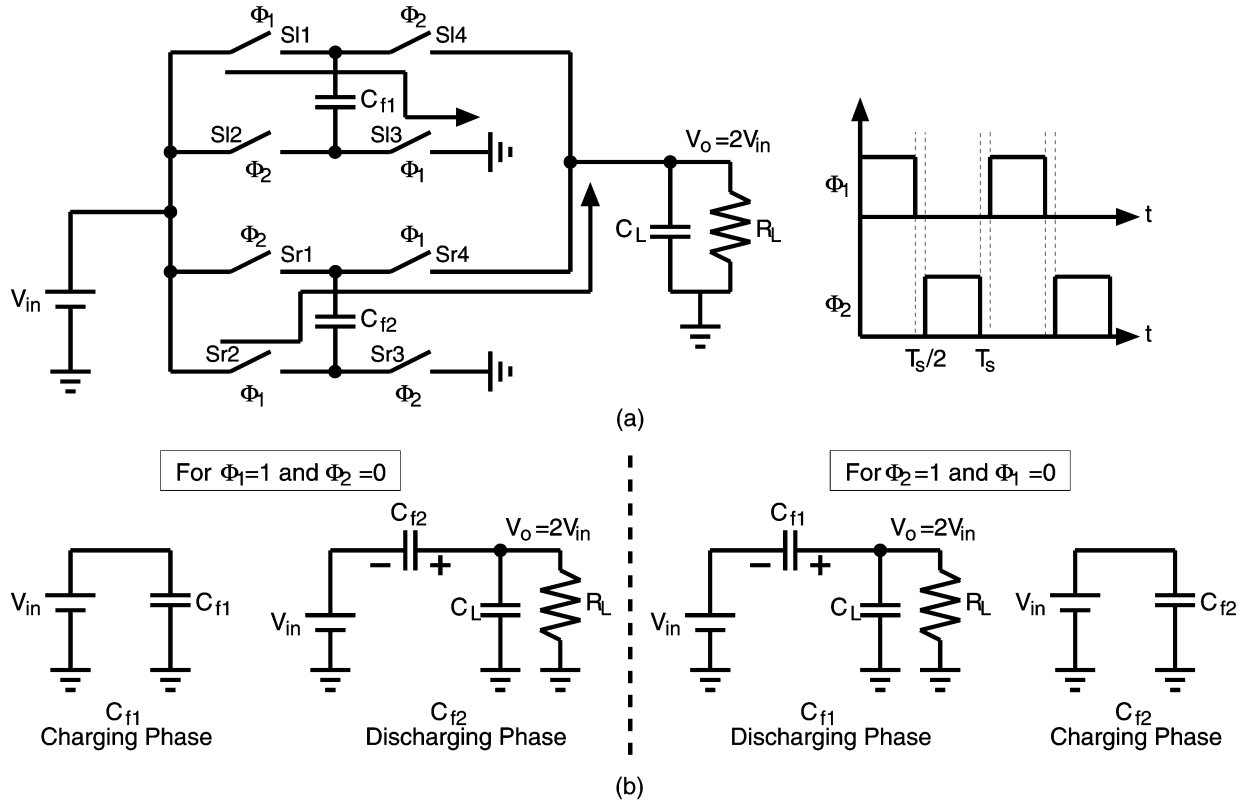 Φ1 Sl1 Φ2 Sl4
Cf1
Sl2 Φ2 Sl3 Φ1
Vo=2Vin
Φ2 Sr1 Φ1 Sr4
CL RL
Vin
Cf2
Sr2 Φ1 Sr3 Φ2
Φ1 t
Φ2 t
Ts/2 Ts
(a)
For Φ1=1 and Φ2=0
For Φ2=1 and Φ1=0
Vin Cf1
Cf1
Charging Phase
Cf2 Vo=2Vin
− +
Vin CL RL
Cf2
Discharging Phase
Cf1 Vo=2Vin
− +
Vin CL RL
Cf1
Discharging Phase
Vin Cf2
Cf2
Charging Phase
(b)